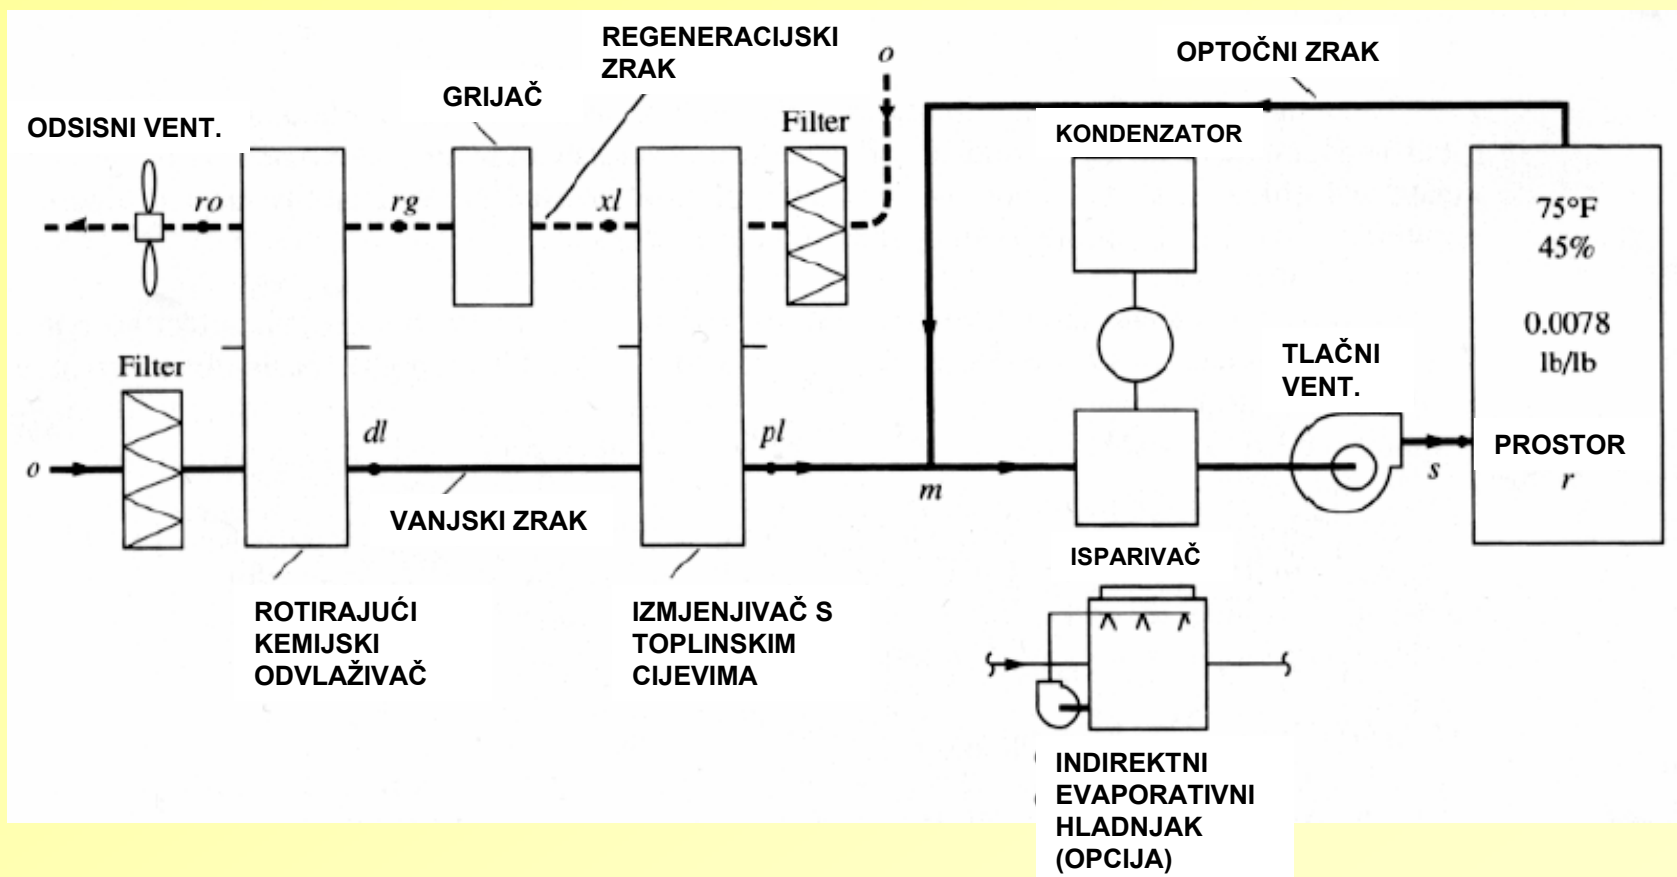 REGENERACIJSKI
ZRAK
o
OPTOČNI ZRAK
GRIJAČ
ODSISNI VENT.
Filter
KONDENZATOR
ro
rg
xl
75°F
45%
0.0078
lb/lb
TLAČNI
VENT.
Filter
dl
pl
PROSTOR
o
m
s
r
VANJSKI ZRAK
ISPARIVAČ
ROTIRAJUĆI
KEMIJSKI
ODVLAŽIVAČ
IZMJENJIVAČ S
TOPLINSKIM
CIJEVIMA
INDIREKTNI
EVAPORATIVNI
HLADNJAK
(OPCIJA)